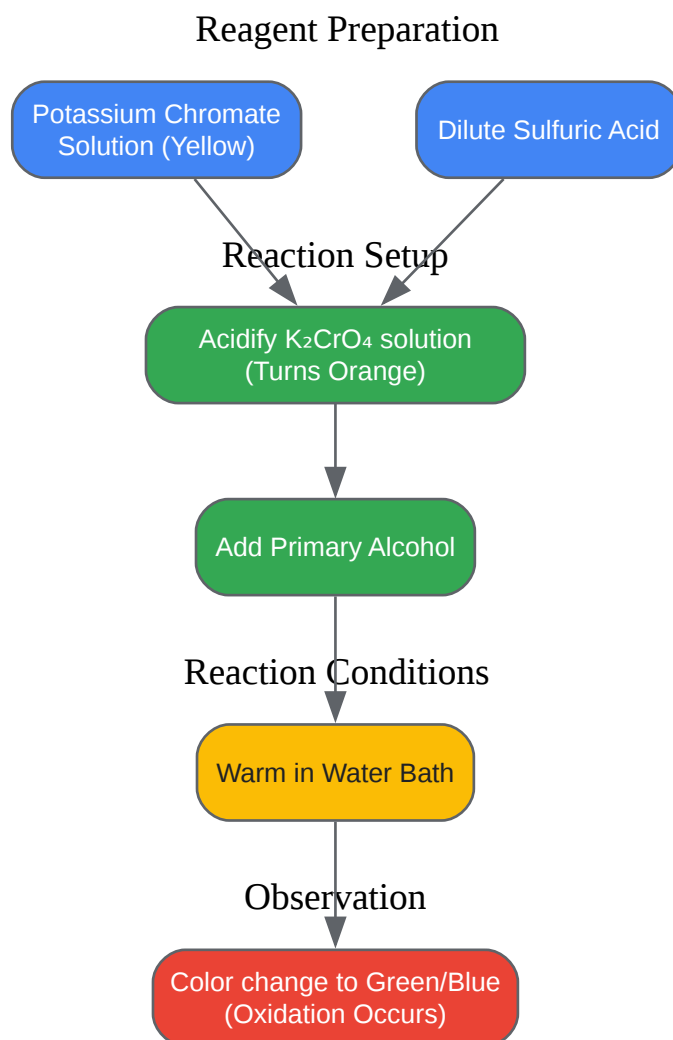 Reagent Preparation
Potassium Chromate
Solution (Yellow)
Dilute Sulfuric Acid
Reaction Setup
Acidify K₂CrO₄ solution
(Turns Orange)
Add Primary Alcohol
Reaction Conditions
Warm in Water Bath
Observation
Color change to Green/Blue
(Oxidation Occurs)